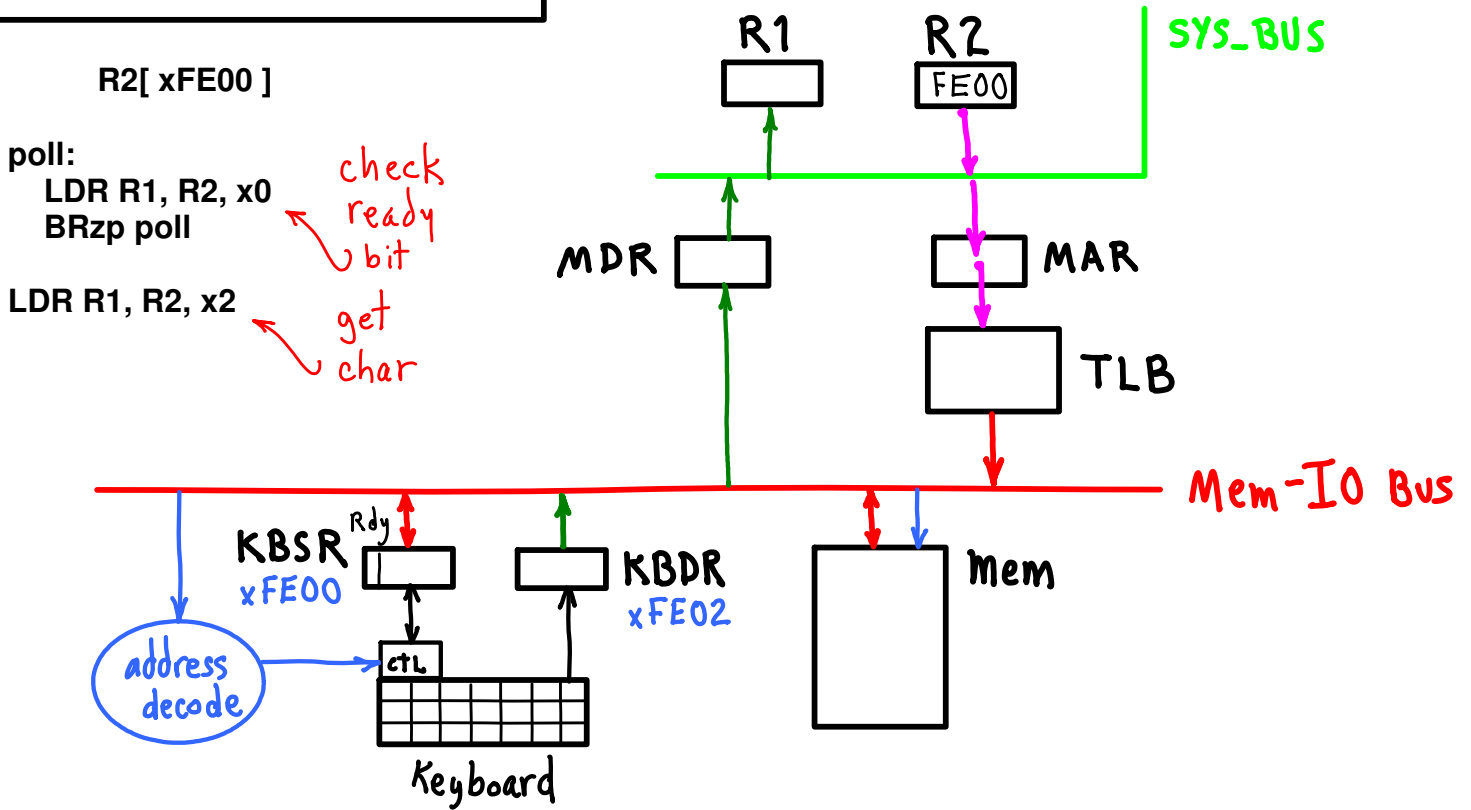 R2[ xFE00 ]
poll:
LDR R1, R2, x0
BRzp poll
LDR R1, R2, x2
check
ready
bit
get
char
R1
R2
FE00
SYS_BUS
MDR
MAR
TLB
Mem-IO Bus
KBSR
Rdy
xFE00
KBDR
xFE02
Mem
address
decode
CTL
Keyboard